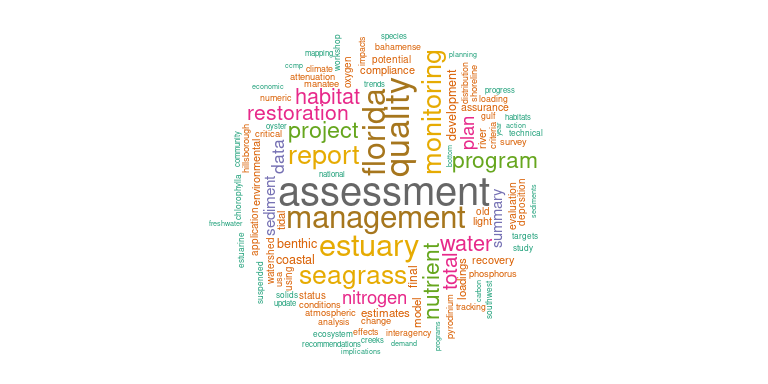 species
workshop
impacts
bahamense
mapping
planning
ccmp
climate
oxygen
potential
monitoring
attenuation
compliance
distribution
shoreline
economic
manatee
trends
development
progress
numeric
habitat
florida
quality
loading
restoration
assurance
oyster
plan
gulf
habitats
critical
project
river
criteria
year
action
technical
hillsborough
data
report
bottom
survey
community
program
environmental
national
chlorophylla
sediment
assessment
evaluation
deposition
sediments
freshwater
application
tidal
management
old
light
summary
estuarine
watershed
benthic
estuary
water
targets
study
coastal
nutrient
total
recovery
suspended
usa
using
seagrass
final
loadings
phosphorus
solids
status
nitrogen
carbon
southwest
update
conditions
model
tracking
atmospheric
estimates
pyrodinium
analysis
change
ecosystem
effects
interagency
programs
recommendations
creeks
demand
implications